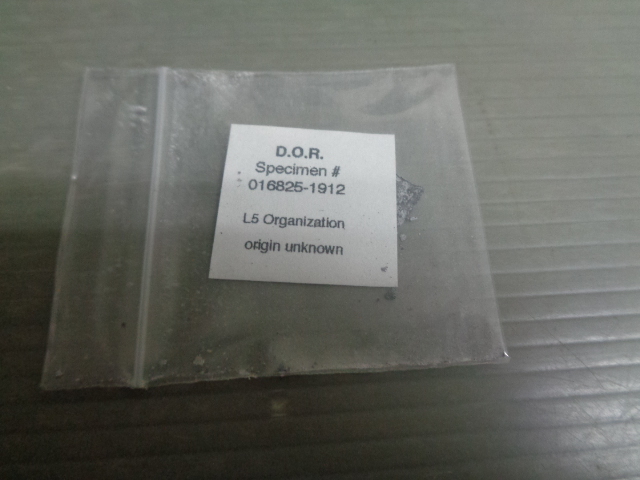 D.O.R.
Specimen #
016825-1912
L5 Organization
origin unknown